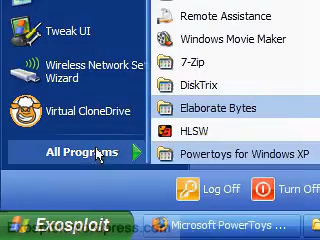 Tweak UI
Wireless Network Set
Wizard
Virtual CloneDrive
All Programs
Remote Assistance
Windows Movie Maker
7-Zip
DiskTrix
Elaborate Bytes
HLSW
Powertoys for Windows XP
Log Off
Turn Off
Exosploit
Microsoft PowerToys ...